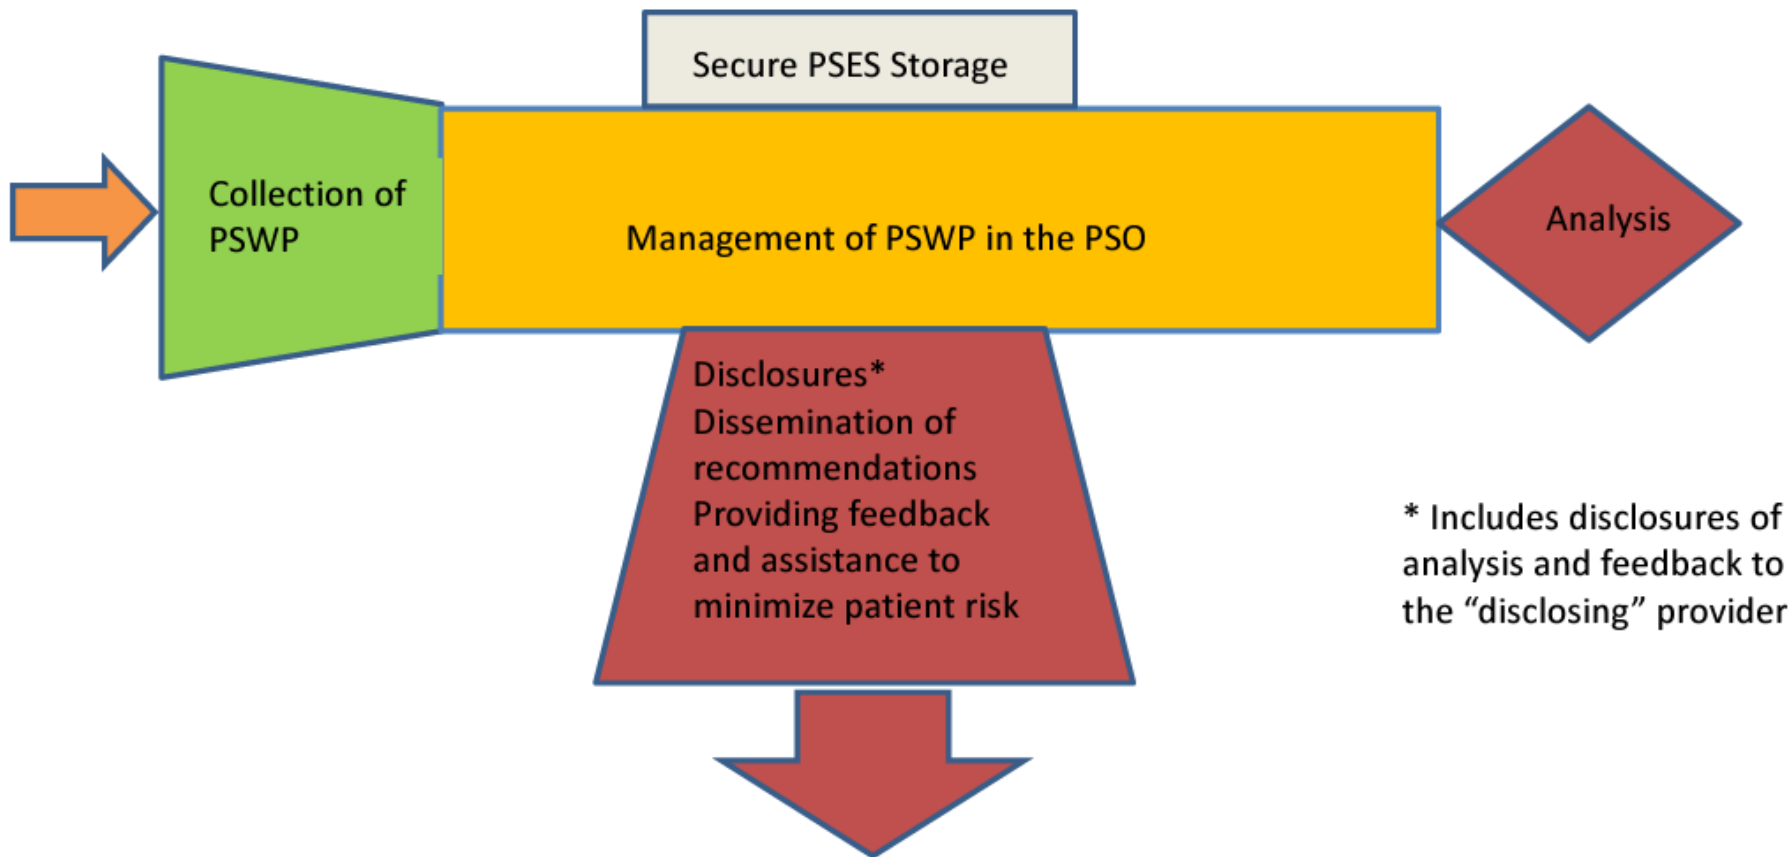 Secure PSES Storage
Collection of
PSWP
Management of PSWP in the PSO
Analysis
Disclosures*
Dissemination of
recommendations
Providing feedback
and assistance to
minimize patient risk
* Includes disclosures of
analysis and feedback to
the “disclosing” provider